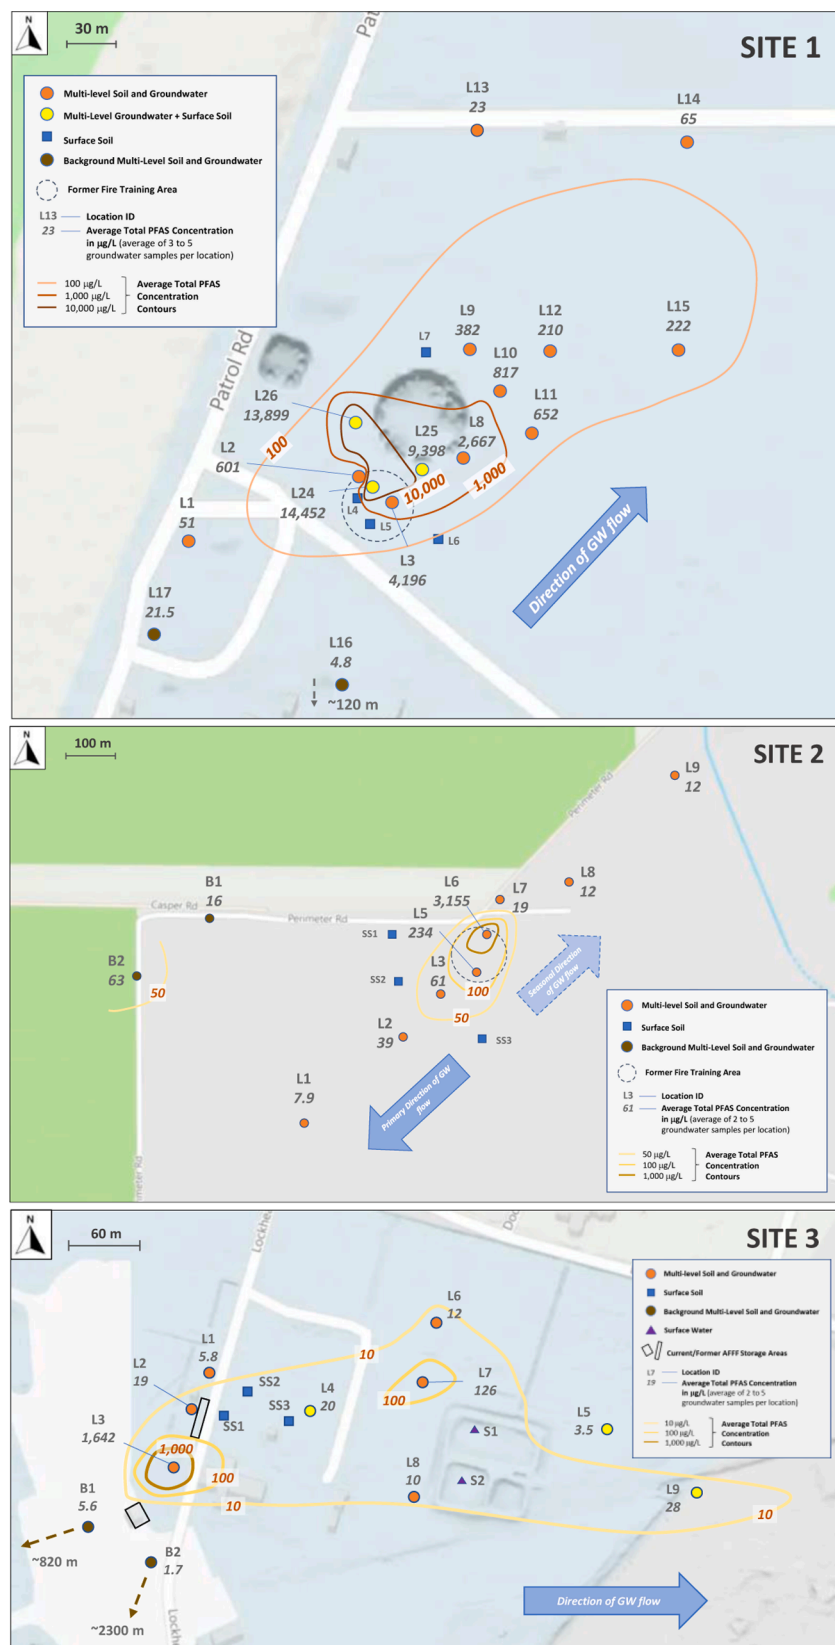 N
30 m
SITE 1
Patrol Rd
Pat
Multi-level Soil and Groundwater
Multi-Level Groundwater + Surface Soil
Surface Soil
Background Multi-Level Soil and Groundwater
Former Fire Training Area
L13 Location ID
23 Average Total PFAS Concentration
in µg/L (average of 3 to 5
groundwater samples per location)
100 µg/L Average Total PFAS
1,000 µg/L Concentration
10,000 µg/L Contours
L13
23
L14
65
L9
382
L12
210
L15
222
L7
L10
817
L26
13,899
L11
652
L25
9,398
L8
2,667
L2
601
100
1,000
10,000
L24
14,452
L4
L5
L6
L1
51
L3
4,196
Direction of GW flow
L17
21.5
L16
4.8
~120 m
N
100 m
SITE 2
L9
12
Perimeter Rd
L8
12
L6
3,155
L7
19
B1
16
Casper Rd
Perimeter Rd
L5
234
SS1
B2
63
L3
61
SS2
50
100
50
Seasonal Direction
of GW flow
L2
39
SS3
L1
7.9
Primary Direction of GW
flow
imeter Rd
Multi-level Soil and Groundwater
Surface Soil
Background Multi-Level Soil and Groundwater
Former Fire Training Area
L3 Location ID
61 Average Total PFAS Concentration
in µg/L (average of 2 to 5
groundwater samples per location)
50 µg/L Average Total PFAS
100 µg/L Concentration
1,000 µg/L Contours
N
60 m
SITE 3
Lockhe
Doc
Multi-level Soil and Groundwater
Surface Soil
Background Multi-Level Soil and Groundwater
Surface Water
Current/Former AFFF Storage Areas
L7 Location ID
19 Average Total PFAS Concentration
in µg/L (average of 2 to 5
groundwater samples per location)
10 µg/L Average Total PFAS
100 µg/L Concentration
1,000 µg/L Contours
L6
12
L1
5.8
10
L2
19
L7
126
100
SS2
L4
20
SS1
SS3
L3
1,642
1,000
S1
L5
3.5
100
S2
L8
10
L9
28
10
10
B1
5.6
~820 m
B2
1.7
~2300 m
Lockhe
Direction of GW flow